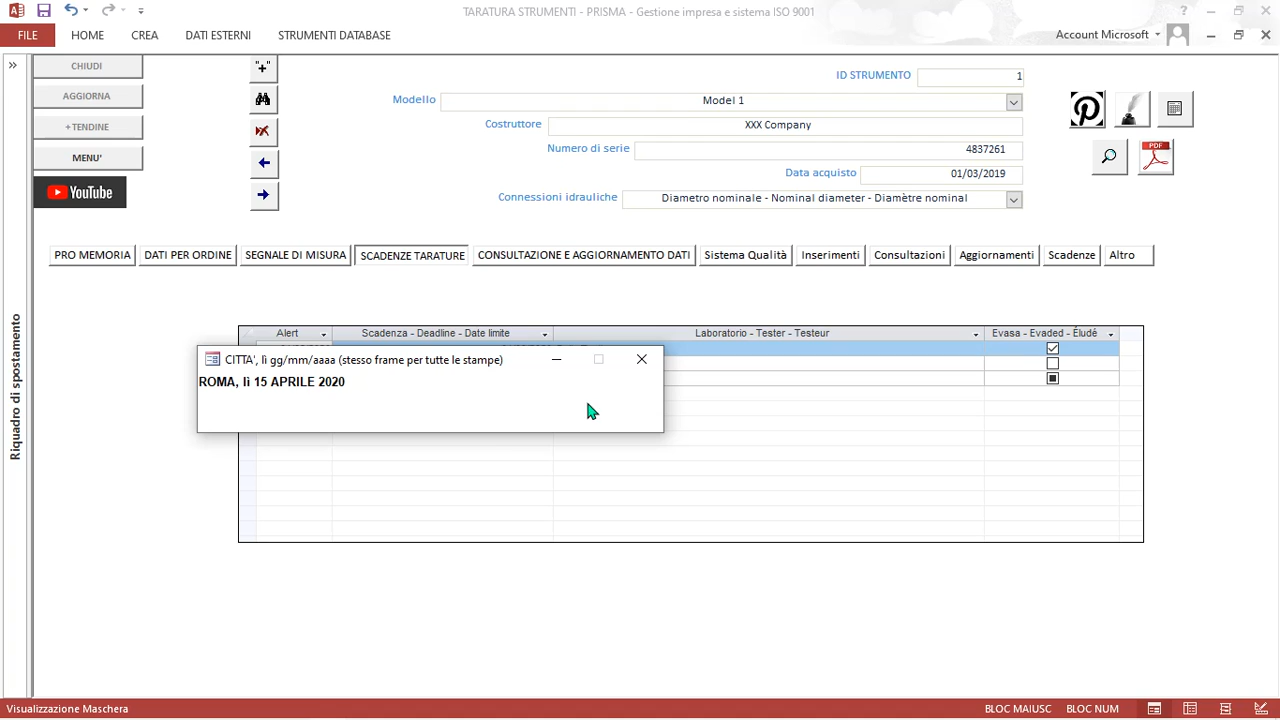 TARATURA STRUMENTI - PRISMA - Gestione impresa e sistema ISO 9001
FILE HOME CREA DATI ESTERNI STRUMENTI DATABASE Account Microsoft
CHIUDI
AGGIORNA
+TENDINE
MENU'
YouTube
"+"
ID STRUMENTO 1
Modello Model 1
Costruttore XXX Company
Numero di serie 4837261
Data acquisto 01/03/2019
Connessioni idrauliche Diametro nominale - Nominal diameter - Diamètre nominal
PDF
PRO MEMORIA DATI PER ORDINE SEGNALE DI MISURA SCADENZE TARATURE CONSULTAZIONE E AGGIORNAMENTO DATI Sistema Qualità Inserimenti Consultazioni Aggiornamenti Scadenze Altro
Alert Scadenza - Deadline - Date limite Laboratorio - Tester - Testeur Evasa - Evaded - Éludé
CITTA', lì gg/mm/aaaa (stesso frame per tutte le stampe)
ROMA, lì 15 APRILE 2020
Riquadro di spostamento
Visualizzazione Maschera BLOC MAIUSC BLOC NUM